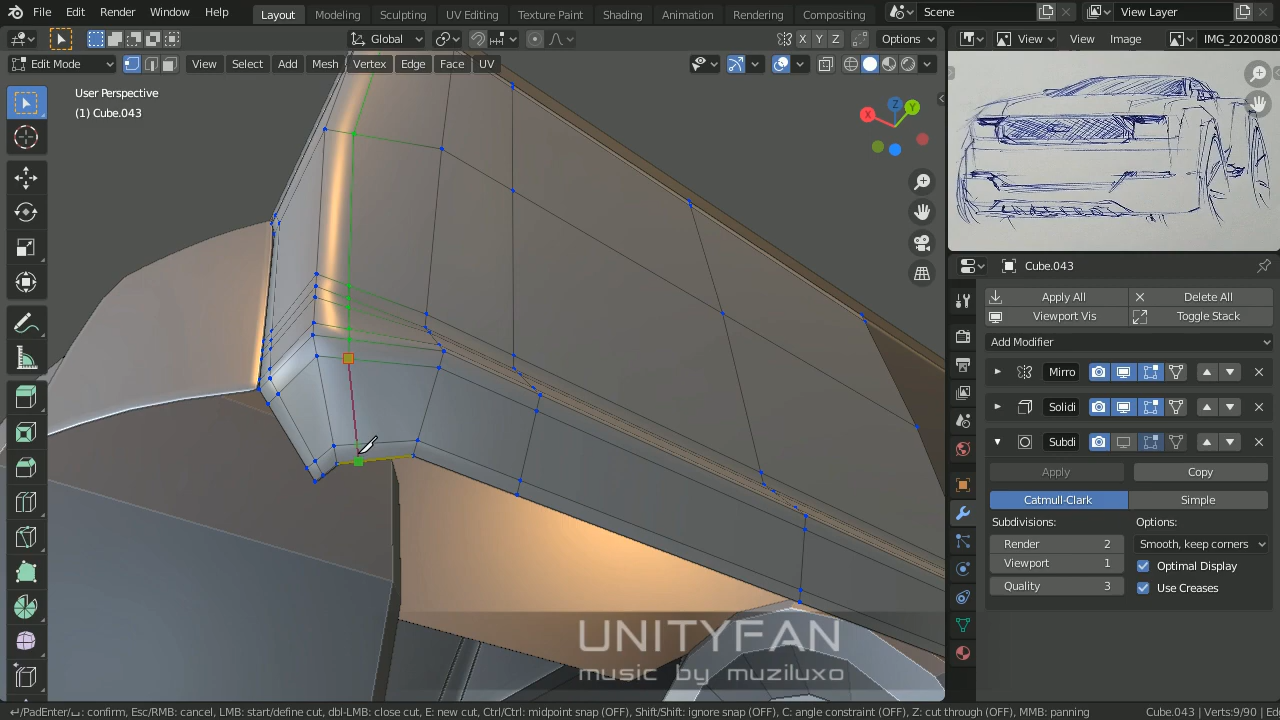 File Edit Render Window Help Layout Modeling Sculpting UV Editing Texture Paint Shading Animation Rendering Compositing Scene View Layer
Global X Y Z Options View View Image IMG_2020080
Edit Mode View Select Add Mesh Vertex Edge Face UV
User Perspective
(1) Cube.043
X Y Z
Cube.043
Apply All Delete All
Viewport Vis Toggle Stack
Add Modifier
Mirro
Solidi
Subdi
Apply Copy
Catmull-Clark Simple
Subdivisions: Options:
Render 2 Smooth, keep corners
Viewport 1 Optimal Display
Quality 3 Use Creases
UNITYFAN
music by muziluxo
/PadEnter/: confirm, Esc/RMB: cancel, LMB: start/define cut, dbl-LMB: close cut, E: new cut, Ctrl/Ctrl: midpoint snap (OFF), Shift/Shift: ignore snap (OFF), C: angle constraint (OFF), Z: cut through (OFF), MMB: panning Cube.043 | Verts:9/90 | Ed